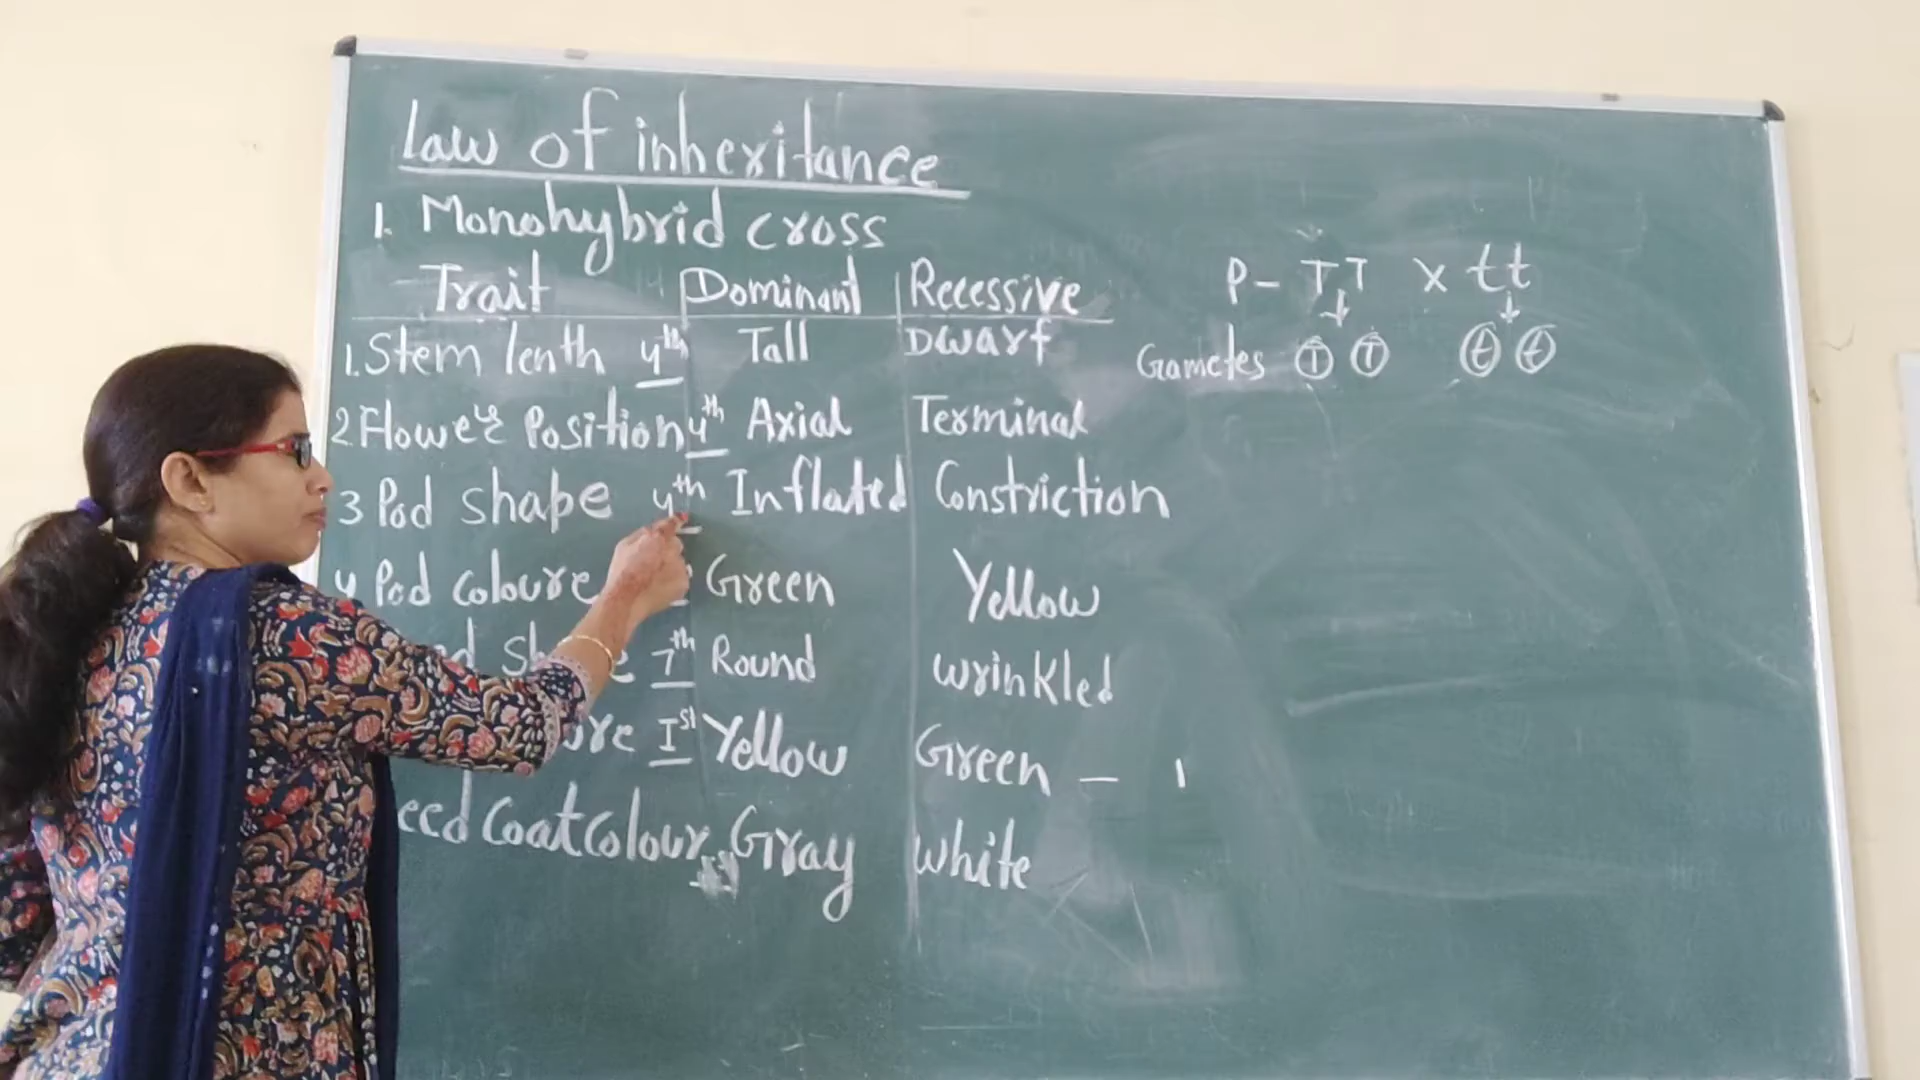 Law of inheritance
1. Monohybrid cross
Trait Dominant Recessive
1. Stem lenth 4th Tall Dwarf
2 Flower Position 4th Axial Terminal
3 Pod shape 4th Inflated Constriction
4 Pod coloure Green Yellow
7th Round wrinkled
Ist Yellow Green – 1
Coat colour Gray white
P – TT × tt
Gametes T T t t